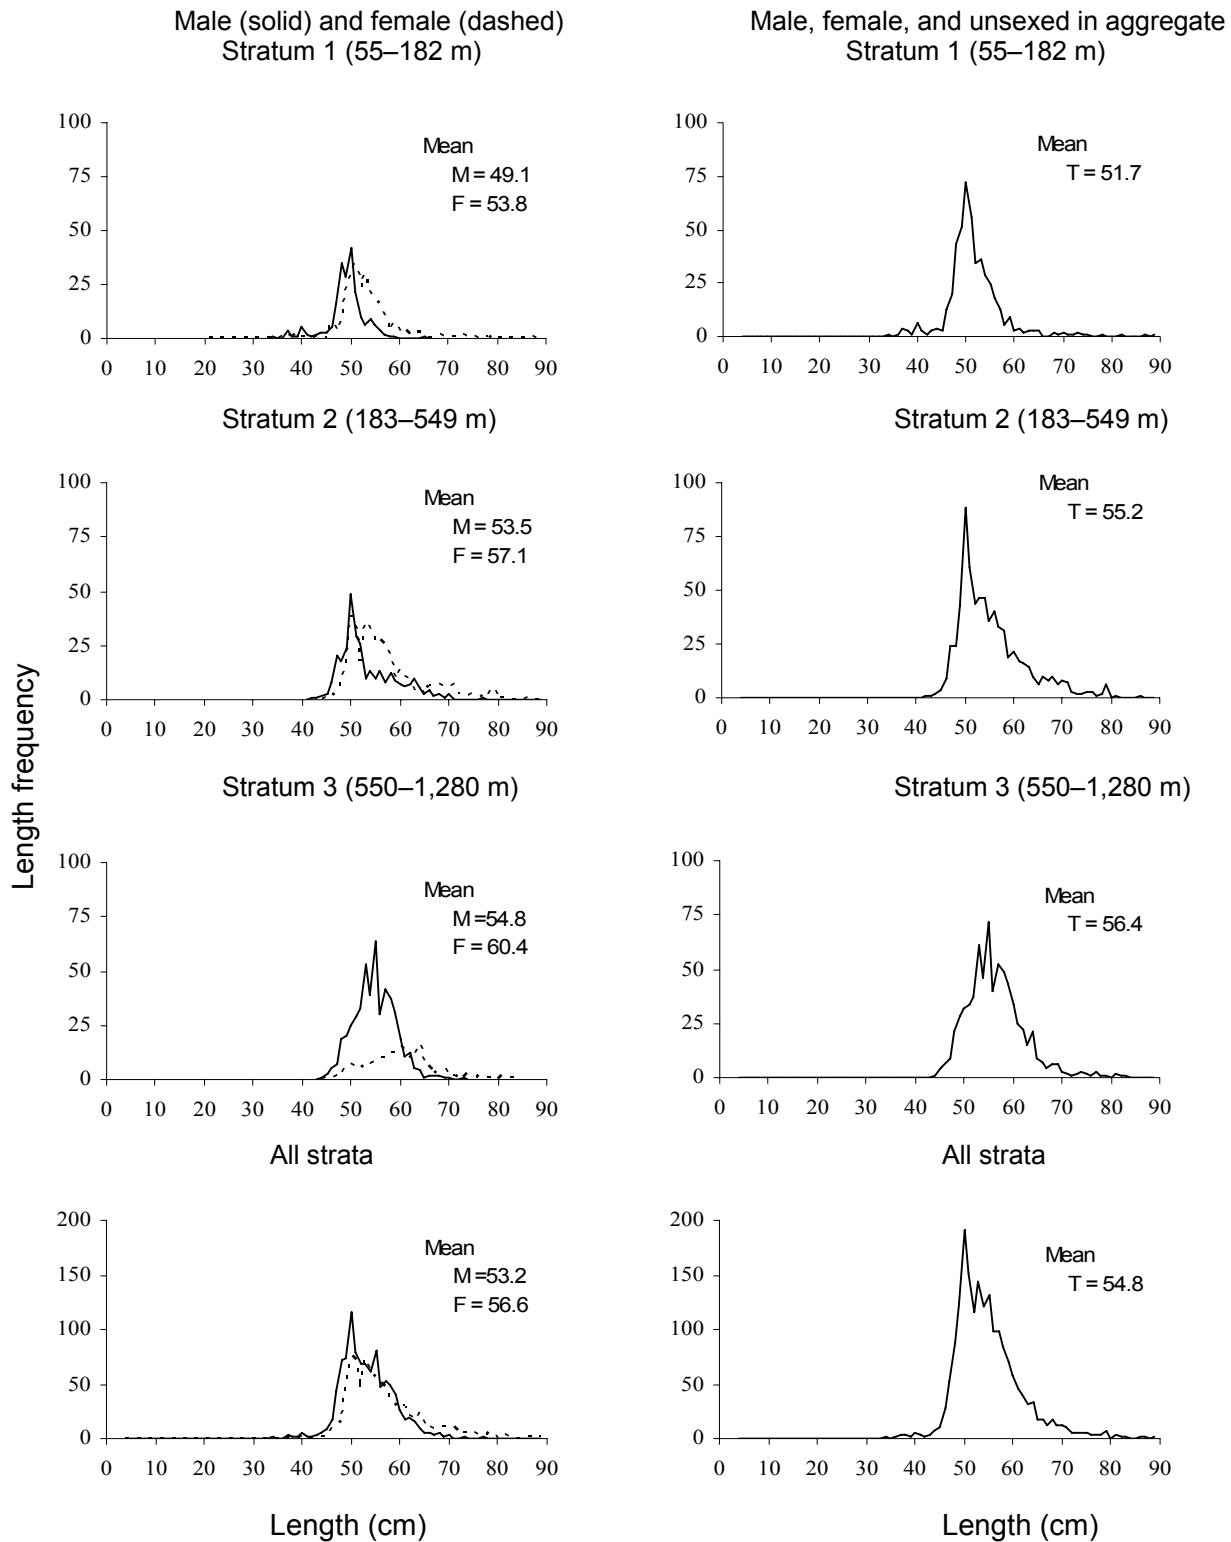 Male (solid) and female (dashed)
Stratum 1 (55–182 m)
Male, female, and unsexed in aggregate
Stratum 1 (55–182 m)
100
75
50
25
0
0 10 20 30 40 50 60 70 80 90
Mean
M = 49.1
F = 53.8
100
75
50
25
0
0 10 20 30 40 50 60 70 80 90
Mean
T = 51.7
Stratum 2 (183–549 m)
Stratum 2 (183–549 m)
100
75
50
25
0
0 10 20 30 40 50 60 70 80 90
Mean
M = 53.5
F = 57.1
100
75
50
25
0
0 10 20 30 40 50 60 70 80 90
Mean
T = 55.2
Length frequency
Stratum 3 (550–1,280 m)
Stratum 3 (550–1,280 m)
100
75
50
25
0
0 10 20 30 40 50 60 70 80 90
Mean
M =54.8
F = 60.4
100
75
50
25
0
0 10 20 30 40 50 60 70 80 90
Mean
T = 56.4
All strata
All strata
200
150
100
50
0
0 10 20 30 40 50 60 70 80 90
Mean
M =53.2
F = 56.6
200
150
100
50
0
0 10 20 30 40 50 60 70 80 90
Mean
T = 54.8
Length (cm)
Length (cm)